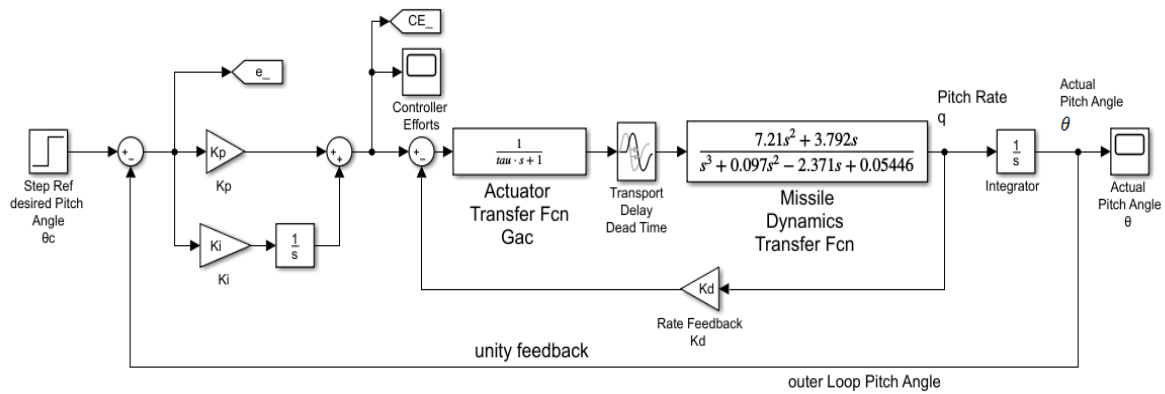 CE_
e_
Controller
Efforts
Pitch Rate
q
Actual
Pitch Angle
θ
Step Ref
desired Pitch
Angle
θc
+
−
Kp
Kp
+
+
+
−
1
tau · s + 1
Actuator
Transfer Fcn
Gac
Transport
Delay
Dead Time
7.21s² + 3.792s
s³ + 0.097s² − 2.371s + 0.05446
Missile
Dynamics
Transfer Fcn
1
s
Integrator
Actual
Pitch Angle
θ
Ki
Ki
1
s
Kd
Rate Feedback
Kd
unity feedback
outer Loop Pitch Angle